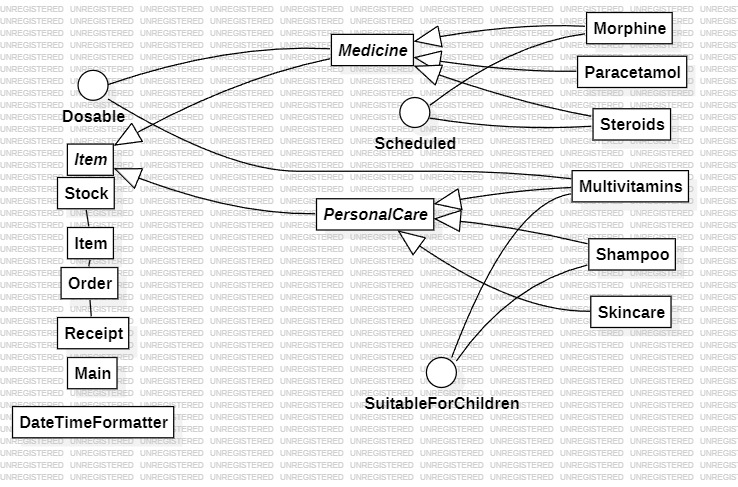 Morphine
Medicine
Paracetamol
Dosable
Scheduled
Steroids
Item
Stock
Multivitamins
PersonalCare
Item
Shampoo
Order
Skincare
Receipt
Main
SuitableForChildren
DateTimeFormatter
UNREGISTERED